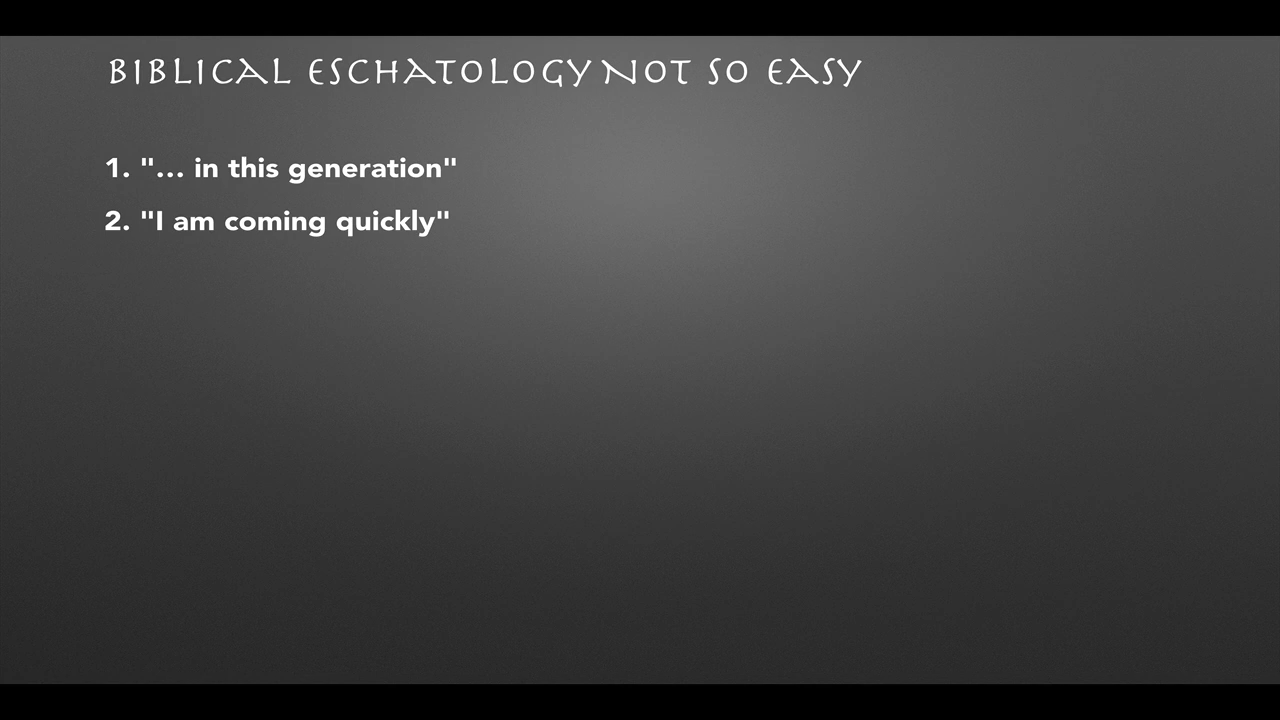 Biblical Eschatology Not So Easy
1. "... in this generation"
2. "I am coming quickly"